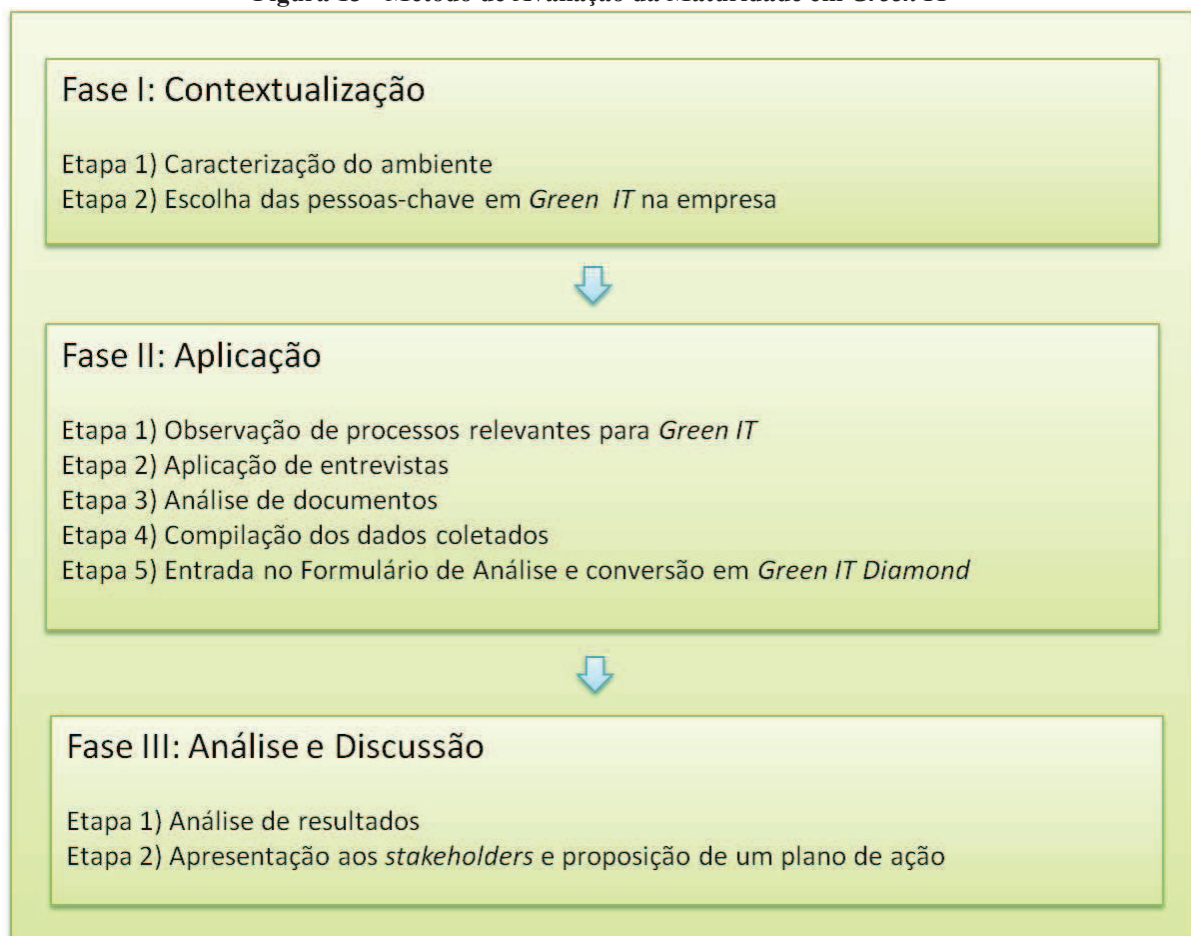 Fase I: Contextualização
Etapa 1) Caracterização do ambiente
Etapa 2) Escolha das pessoas-chave em Green IT na empresa
Fase II: Aplicação
Etapa 1) Observação de processos relevantes para Green IT
Etapa 2) Aplicação de entrevistas
Etapa 3) Análise de documentos
Etapa 4) Compilação dos dados coletados
Etapa 5) Entrada no Formulário de Análise e conversão em Green IT Diamond
Fase III: Análise e Discussão
Etapa 1) Análise de resultados
Etapa 2) Apresentação aos stakeholders e proposição de um plano de ação